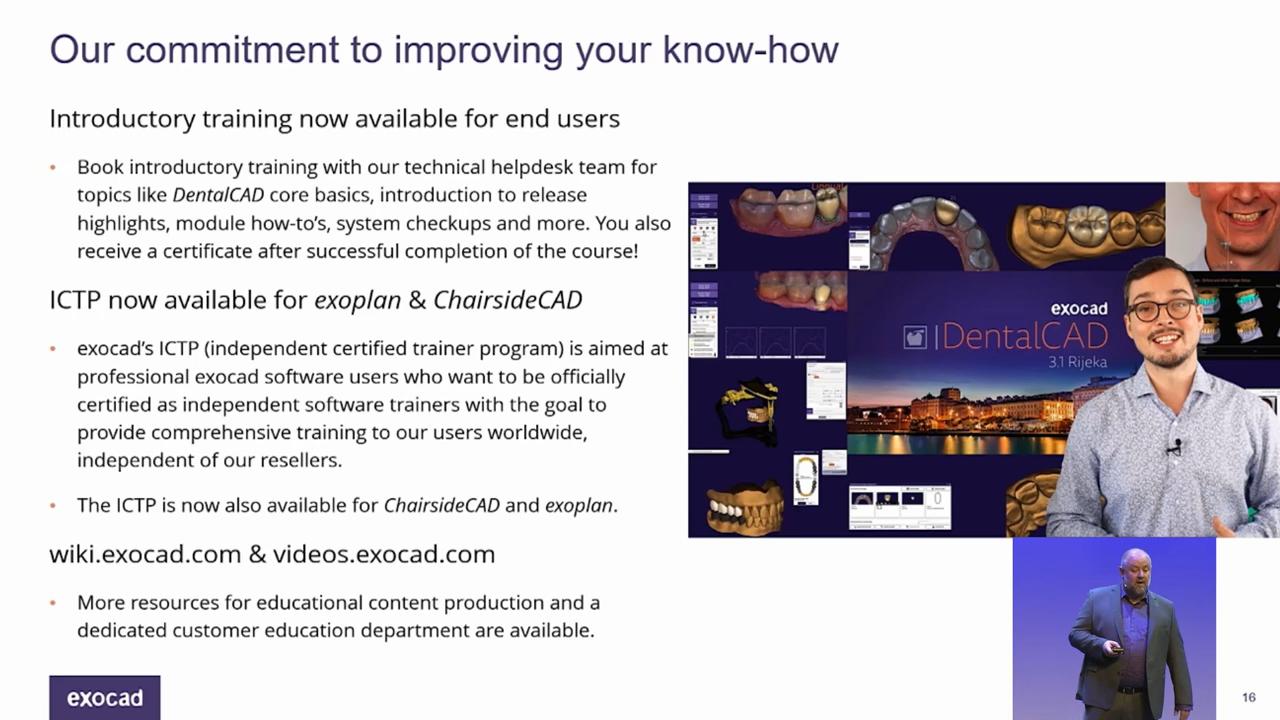 Our commitment to improving your know-how
Introductory training now available for end users
• Book introductory training with our technical helpdesk team for
topics like DentalCAD core basics, introduction to release
highlights, module how-to’s, system checkups and more. You also
receive a certificate after successful completion of the course!
ICTP now available for exoplan & ChairsideCAD
• exocad’s ICTP (independent certified trainer program) is aimed at
professional exocad software users who want to be officially
certified as independent software trainers with the goal to
provide comprehensive training to our users worldwide,
independent of our resellers.
• The ICTP is now also available for ChairsideCAD and exoplan.
wiki.exocad.com & videos.exocad.com
• More resources for educational content production and a
dedicated customer education department are available.
Lingual
exocad
DentalCAD
3.1 Rijeka
exocad
16